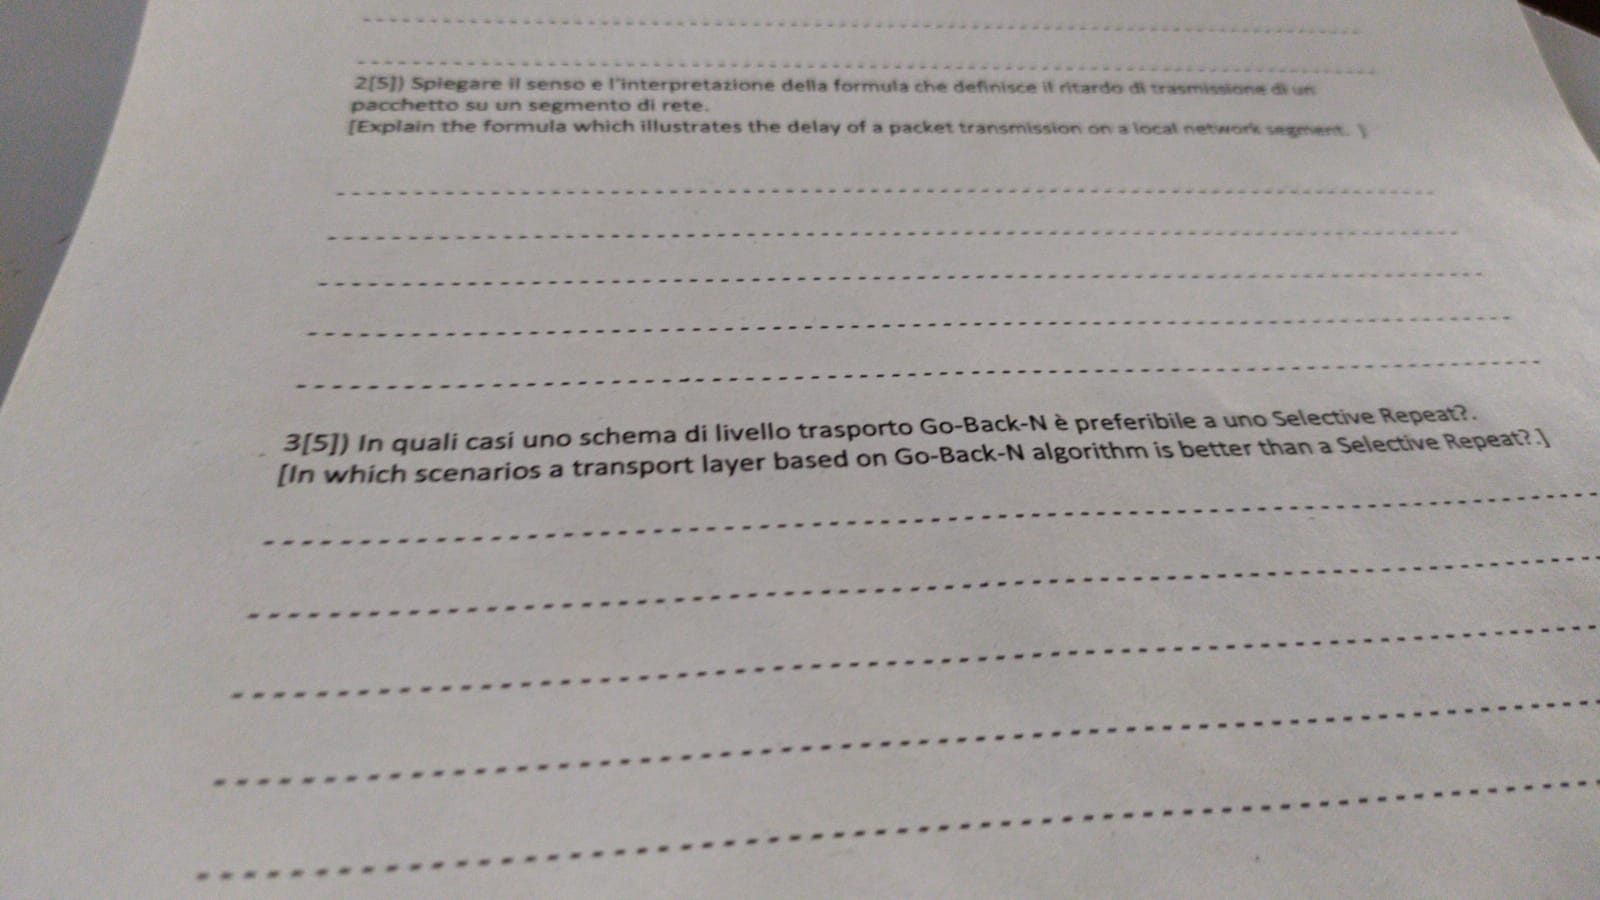 2[5]) Spiegare il senso e l'interpretazione della formula che definisce il ritardo di trasmissione di un
pacchetto su un segmento di rete.
[Explain the formula which illustrates the delay of a packet transmission on a local network segment. ]
3[5]) In quali casi uno schema di livello trasporto Go-Back-N è preferibile a uno Selective Repeat?.
[In which scenarios a transport layer based on Go-Back-N algorithm is better than a Selective Repeat?.]